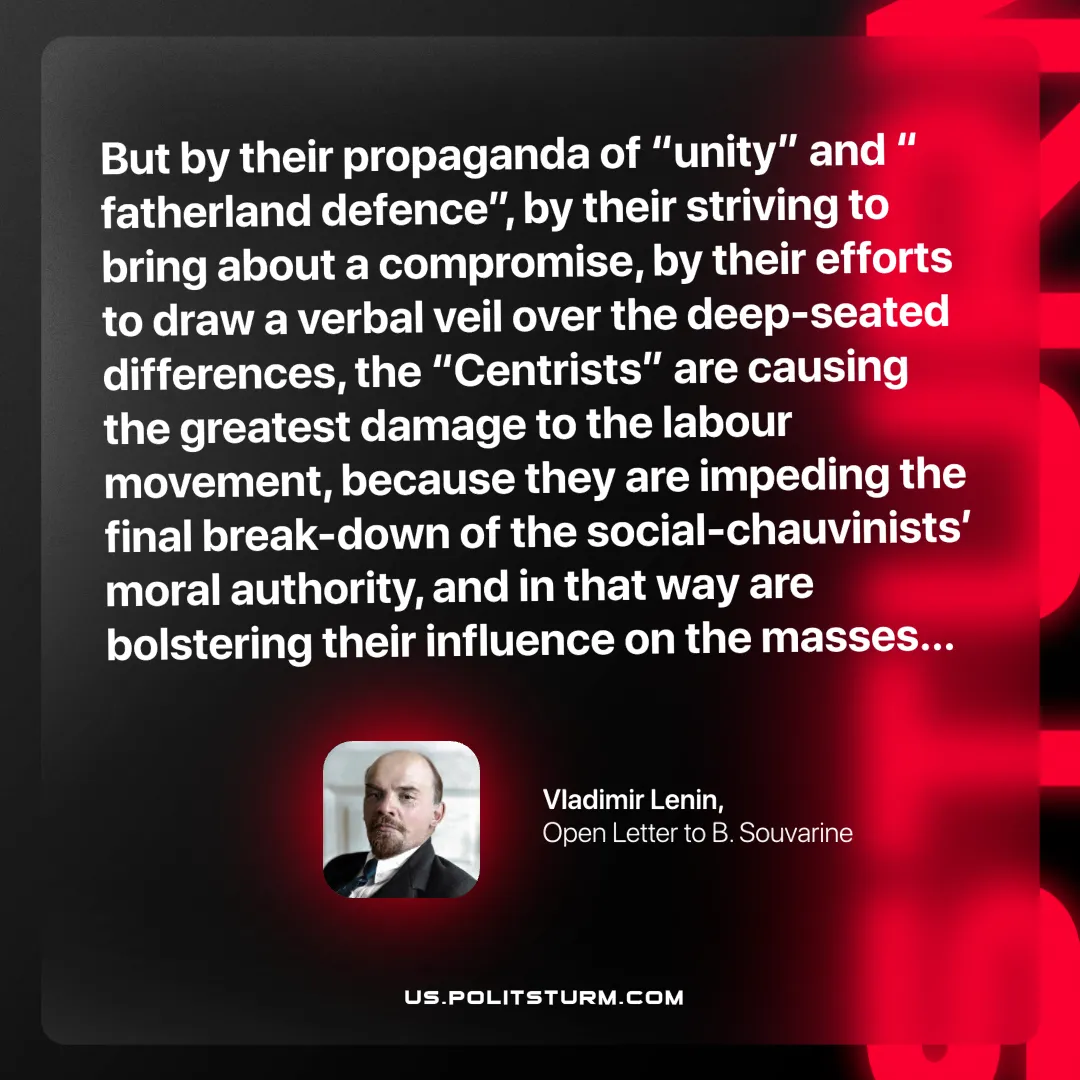 But by their propaganda of “unity” and “
fatherland defence”, by their striving to
bring about a compromise, by their efforts
to draw a verbal veil over the deep-seated
differences, the “Centrists” are causing
the greatest damage to the labour
movement, because they are impeding the
final break-down of the social-chauvinists’
moral authority, and in that way are
bolstering their influence on the masses...
Vladimir Lenin,
Open Letter to B. Souvarine
US.POLITSTURM.COM